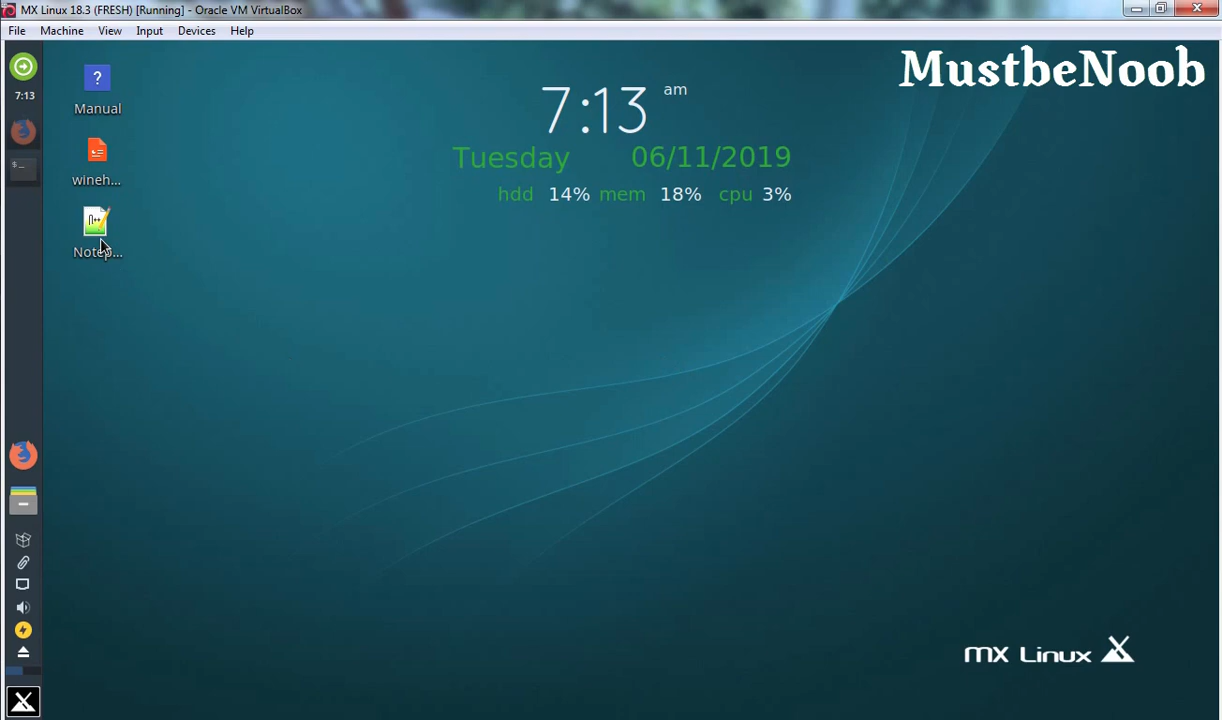 MX Linux 18.3 (FRESH) [Running] - Oracle VM VirtualBox
File Machine View Input Devices Help
MustbeNoob
7:13
Manual
wineh...
Notep...
7:13 am
Tuesday 06/11/2019
hdd 14% mem 18% cpu 3%
MX Linux